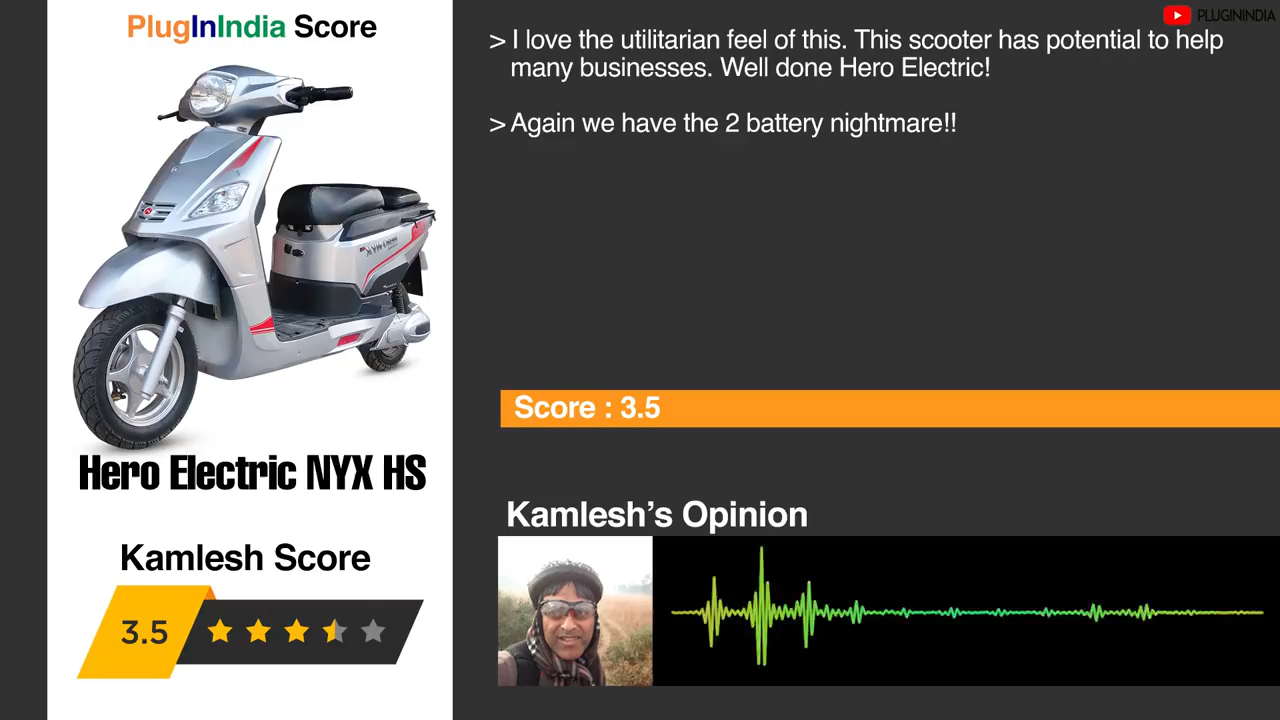 PlugInIndia Score
PLUGININDIA
> I love the utilitarian feel of this. This scooter has potential to help
many businesses. Well done Hero Electric!
> Again we have the 2 battery nightmare!!
Hero Electric NYX HS
Kamlesh Score
3.5
Score : 3.5
Kamlesh's Opinion